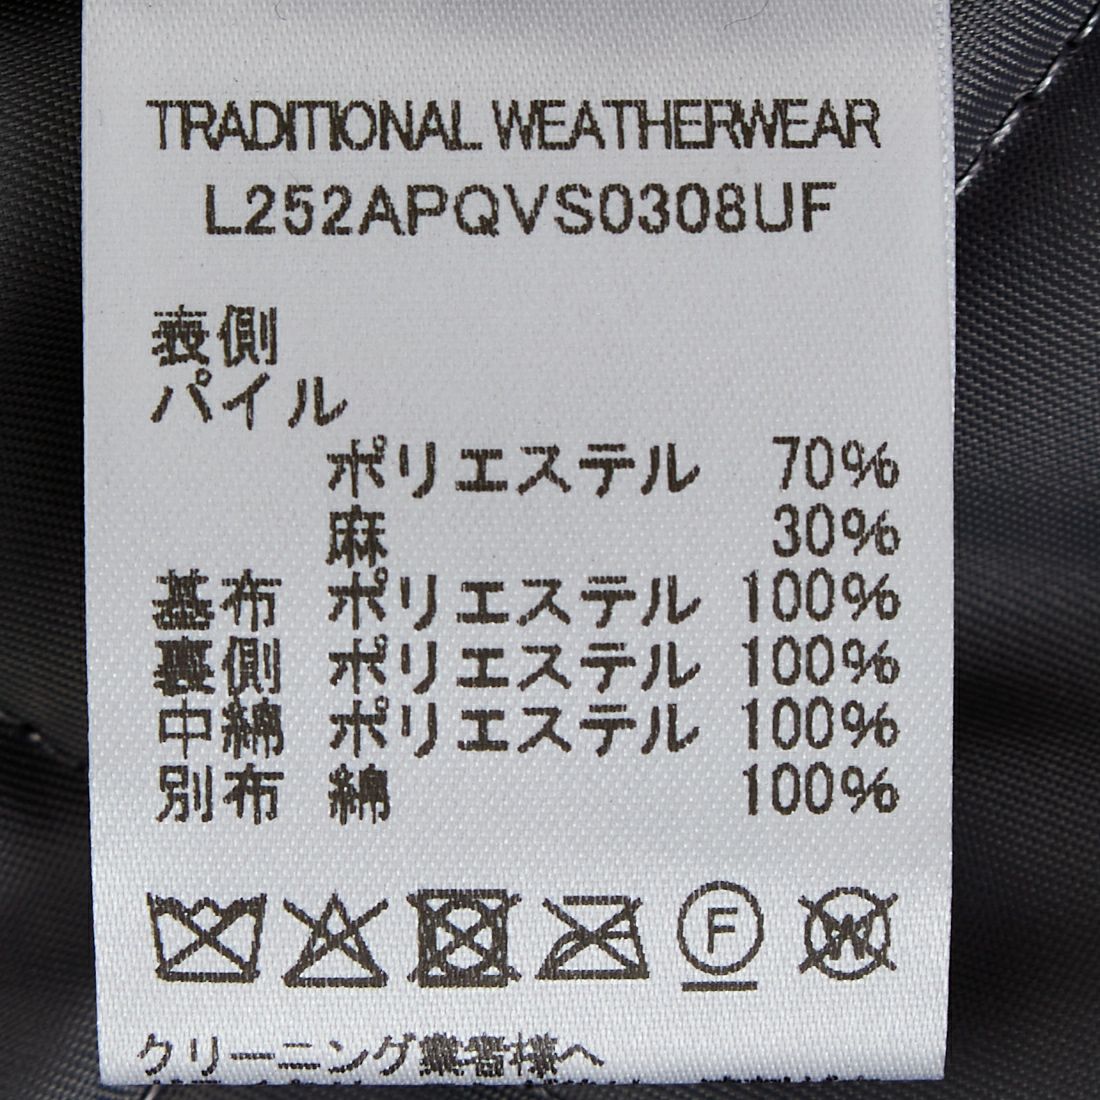 TRADITIONAL WEATHERWEAR
L252APQVS0308UF
表側
パイル
ポリエステル 70%
麻 30%
基布 ポリエステル 100%
裏側 ポリエステル 100%
中綿 ポリエステル 100%
別布 綿 100%
F W
クリーニング業者様へ